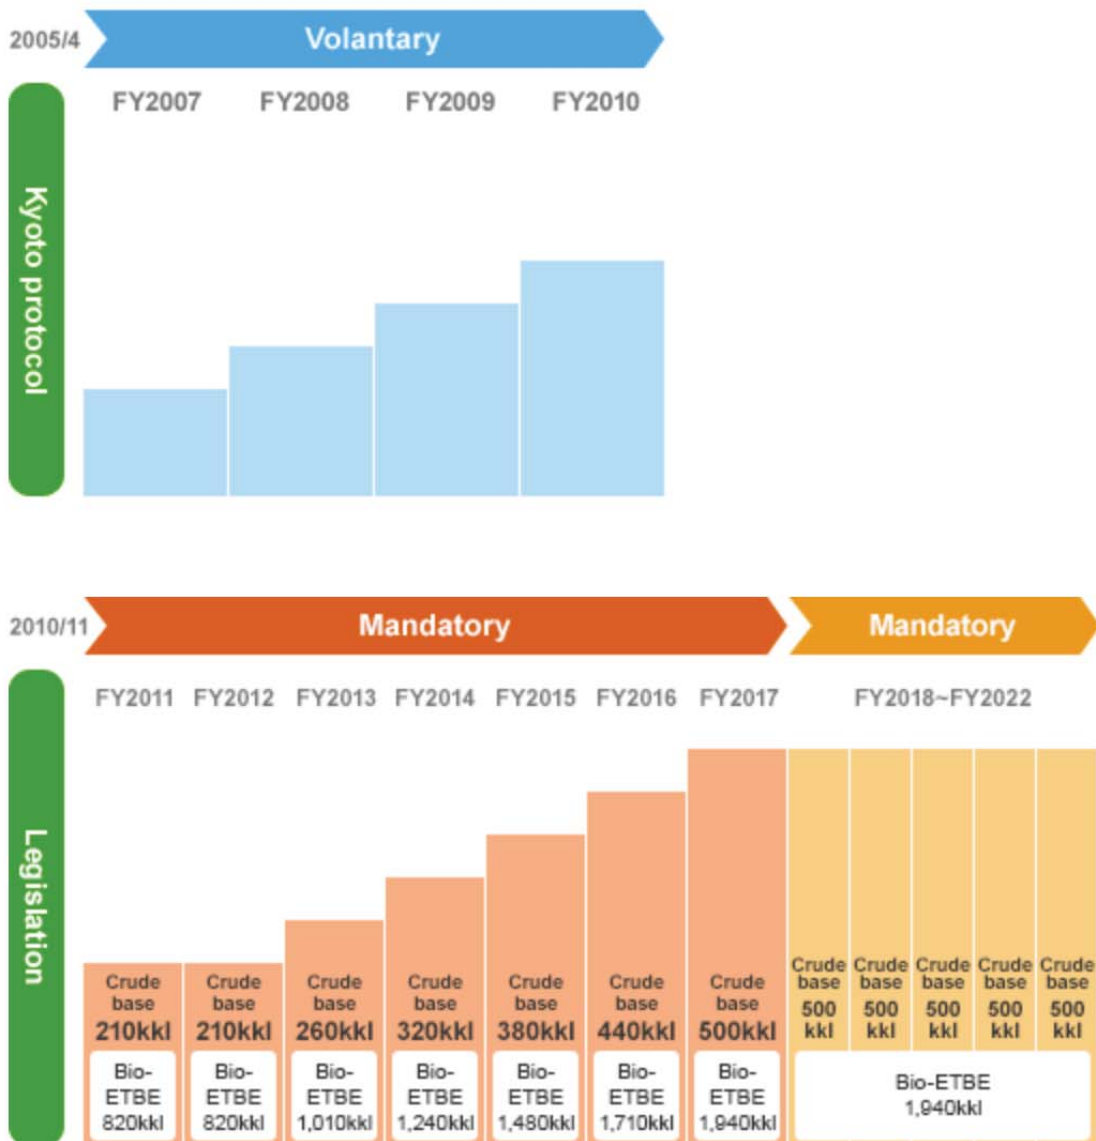 2005/4
Volantary
Kyoto protocol
FY2007 FY2008 FY2009 FY2010
2010/11
Mandatory
Mandatory
Legislation
FY2011 FY2012 FY2013 FY2014 FY2015 FY2016 FY2017 FY2018~FY2022
Crude
base
210kkl
Bio-
ETBE
820kkl
Crude
base
210kkl
Bio-
ETBE
820kkl
Crude
base
260kkl
Bio-
ETBE
1,010kkl
Crude
base
320kkl
Bio-
ETBE
1,240kkl
Crude
base
380kkl
Bio-
ETBE
1,480kkl
Crude
base
440kkl
Bio-
ETBE
1,710kkl
Crude
base
500kkl
Bio-
ETBE
1,940kkl
Crude
base
500
kkl
Crude
base
500
kkl
Crude
base
500
kkl
Crude
base
500
kkl
Crude
base
500
kkl
Bio-ETBE
1,940kkl